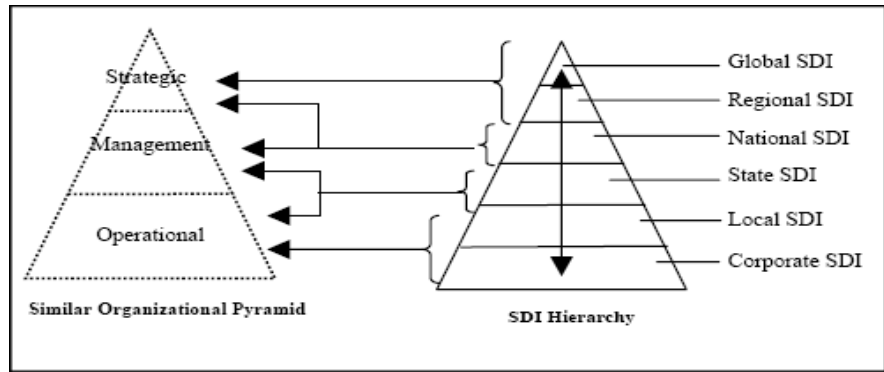 Strategic
Management
Operational
Similar Organizational Pyramid
Global SDI
Regional SDI
National SDI
State SDI
Local SDI
Corporate SDI
SDI Hierarchy